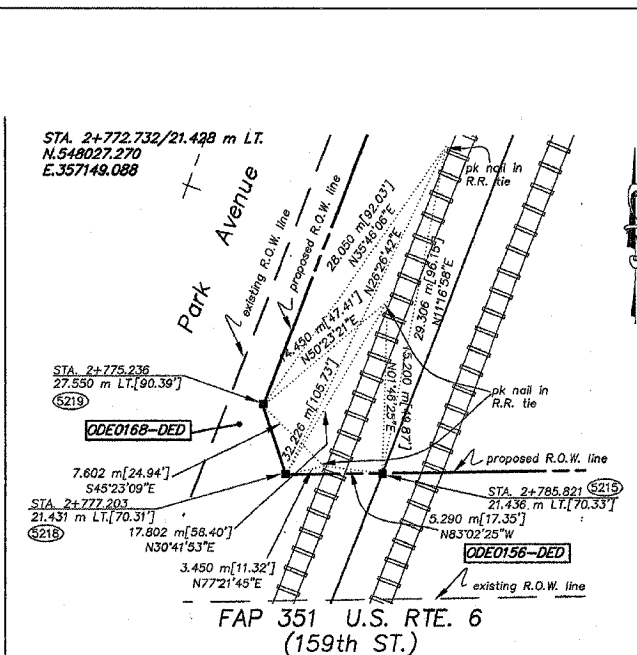 STA. 2+772.732/21.428 m LT.
N.548027.270
E.357149.088
Park Avenue
existing R.O.W. line
proposed R.O.W. line
28.050 m[92.03']
N35°46'06"E
N26°26'42"E
32.226 m[105.73']
14.450 m[47.41']
N50°23'21"E
29.306 m[96.15']
N11°16'58"E
15.200 m[49.87']
N01°46'25"E
pk nail in
R.R. tie
pk nail in
R.R. tie
STA. 2+775.236
27.550 m LT.[90.39']
5219
ODE0168-DED
7.602 m[24.94']
S45°23'09"E
STA. 2+777.203
21.431 m LT.[70.31']
5218
17.802 m[58.40']
N30°41'53"E
3.450 m[11.32']
N77°21'45"E
proposed R.O.W. line
STA. 2+785.821 5215
21.436 m LT.[70.33']
5.290 m[17.35']
N83°02'25"W
ODE0156-DED
existing R.O.W. line
FAP 351 U.S. RTE. 6
(159th ST.)